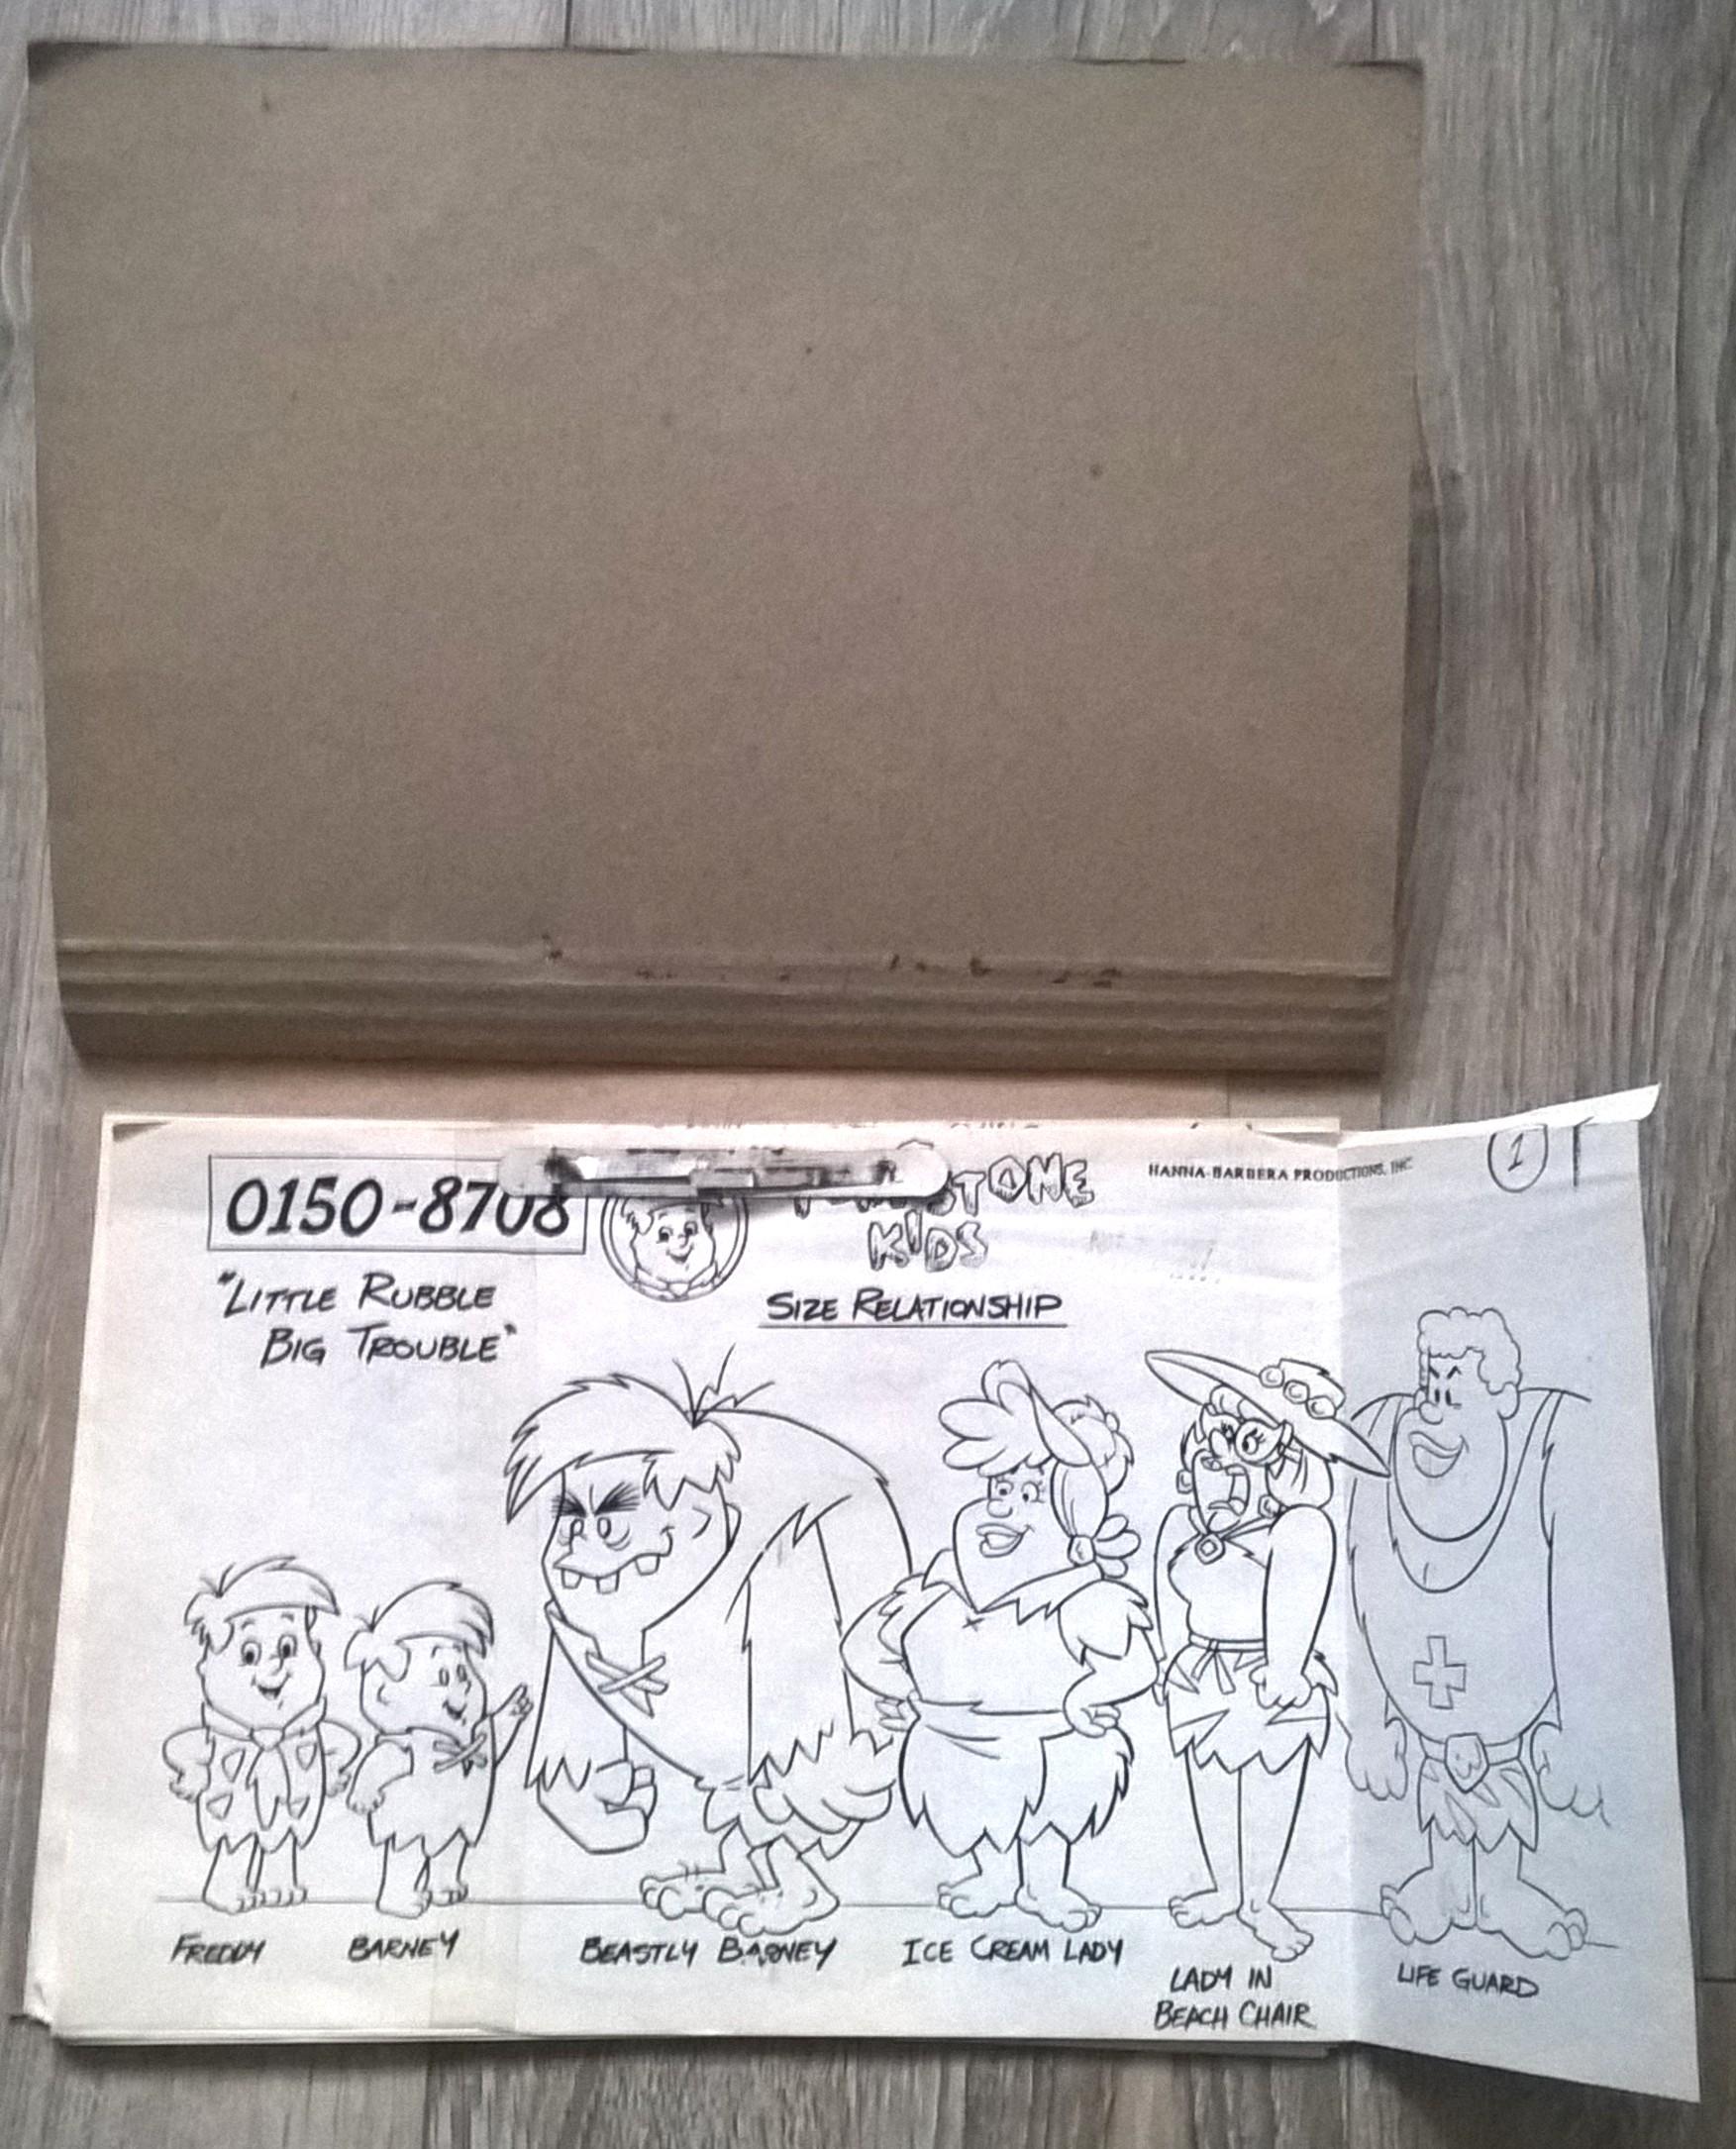 0150-8708
"LITTLE RUBBLE
BIG TROUBLE"
KIDS
SIZE RELATIONSHIP
HANNA-BARBERA PRODUCTIONS, INC.
1
FREDDY
BARNEY
BEASTLY BARNEY
ICE CREAM LADY
LADY IN
BEACH CHAIR
LIFE GUARD